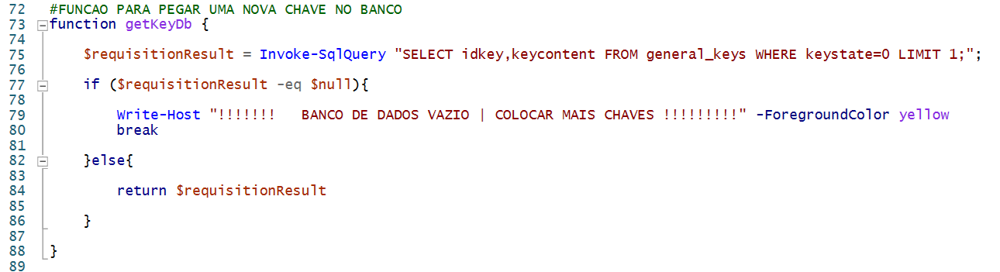 72 #FUNCAO PARA PEGAR UMA NOVA CHAVE NO BANCO
73 function getKeyDb {
74
75 $requisitionResult = Invoke-SqlQuery "SELECT idkey,keycontent FROM general_keys WHERE keystate=0 LIMIT 1;";
76
77 if ($requisitionResult -eq $null){
78
79 Write-Host "!!!!!!!   BANCO DE DADOS VAZIO | COLOCAR MAIS CHAVES !!!!!!!!!" -ForegroundColor yellow
80 break
81
82 }else{
83
84 return $requisitionResult
85
86 }
87
88 }
89